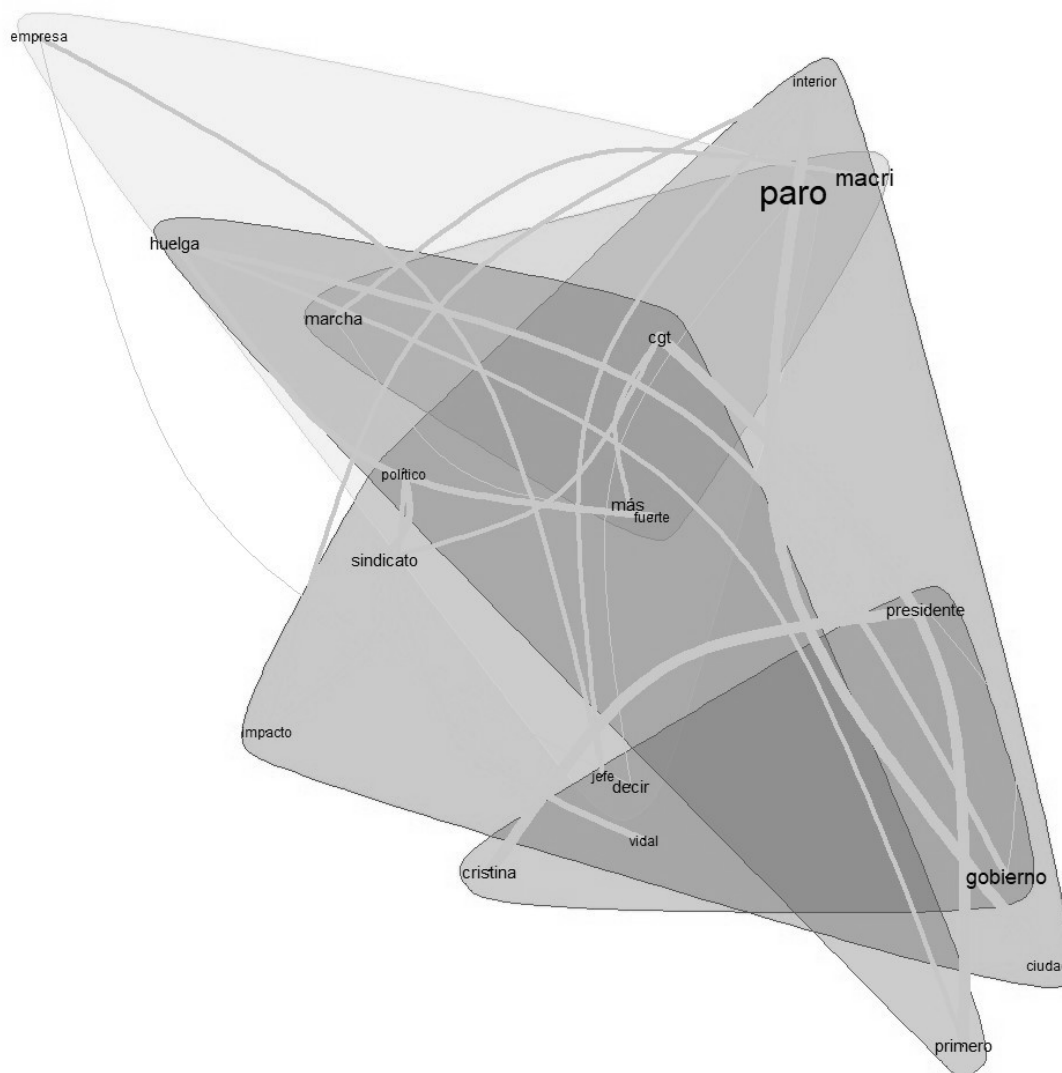 empresa
interior
macri
paro
huelga
marcha
cgt
político
más
fuerte
sindicato
presidente
impacto
jefe
decir
vidal
cristina
gobierno
ciudad
primero